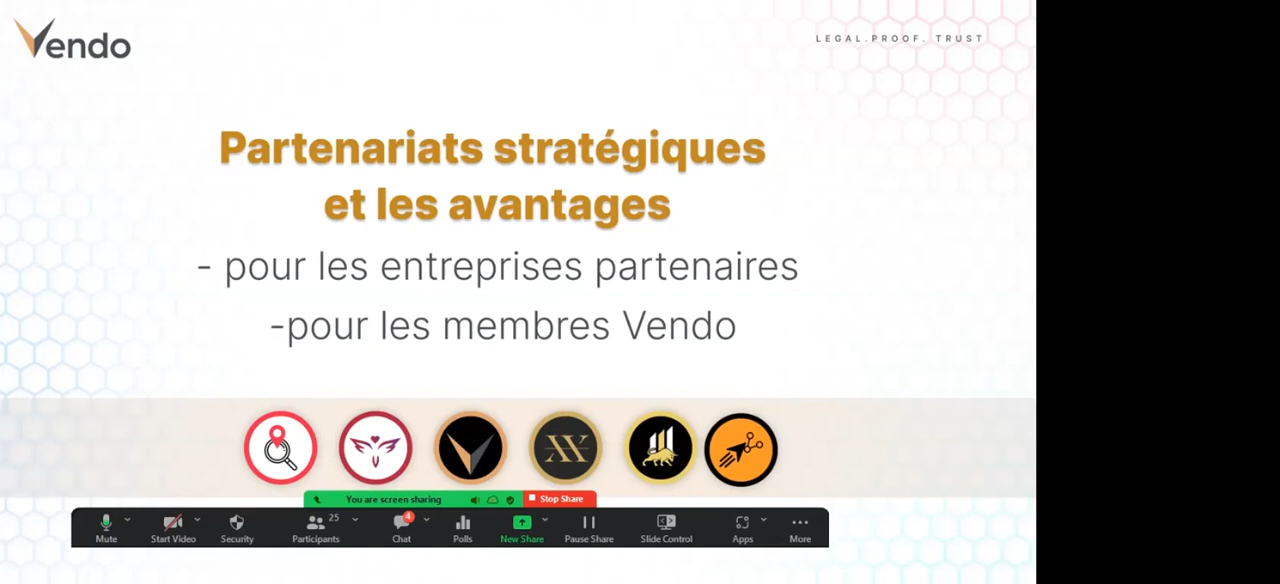 Vendo
LEGAL.PROOF. TRUST
Partenariats stratégiques
et les avantages
- pour les entreprises partenaires
-pour les membres Vendo
You are screen sharing
Stop Share
25
4
Mute
Start Video
Security
Participants
Chat
Polls
New Share
Pause Share
Slide Control
Apps
More